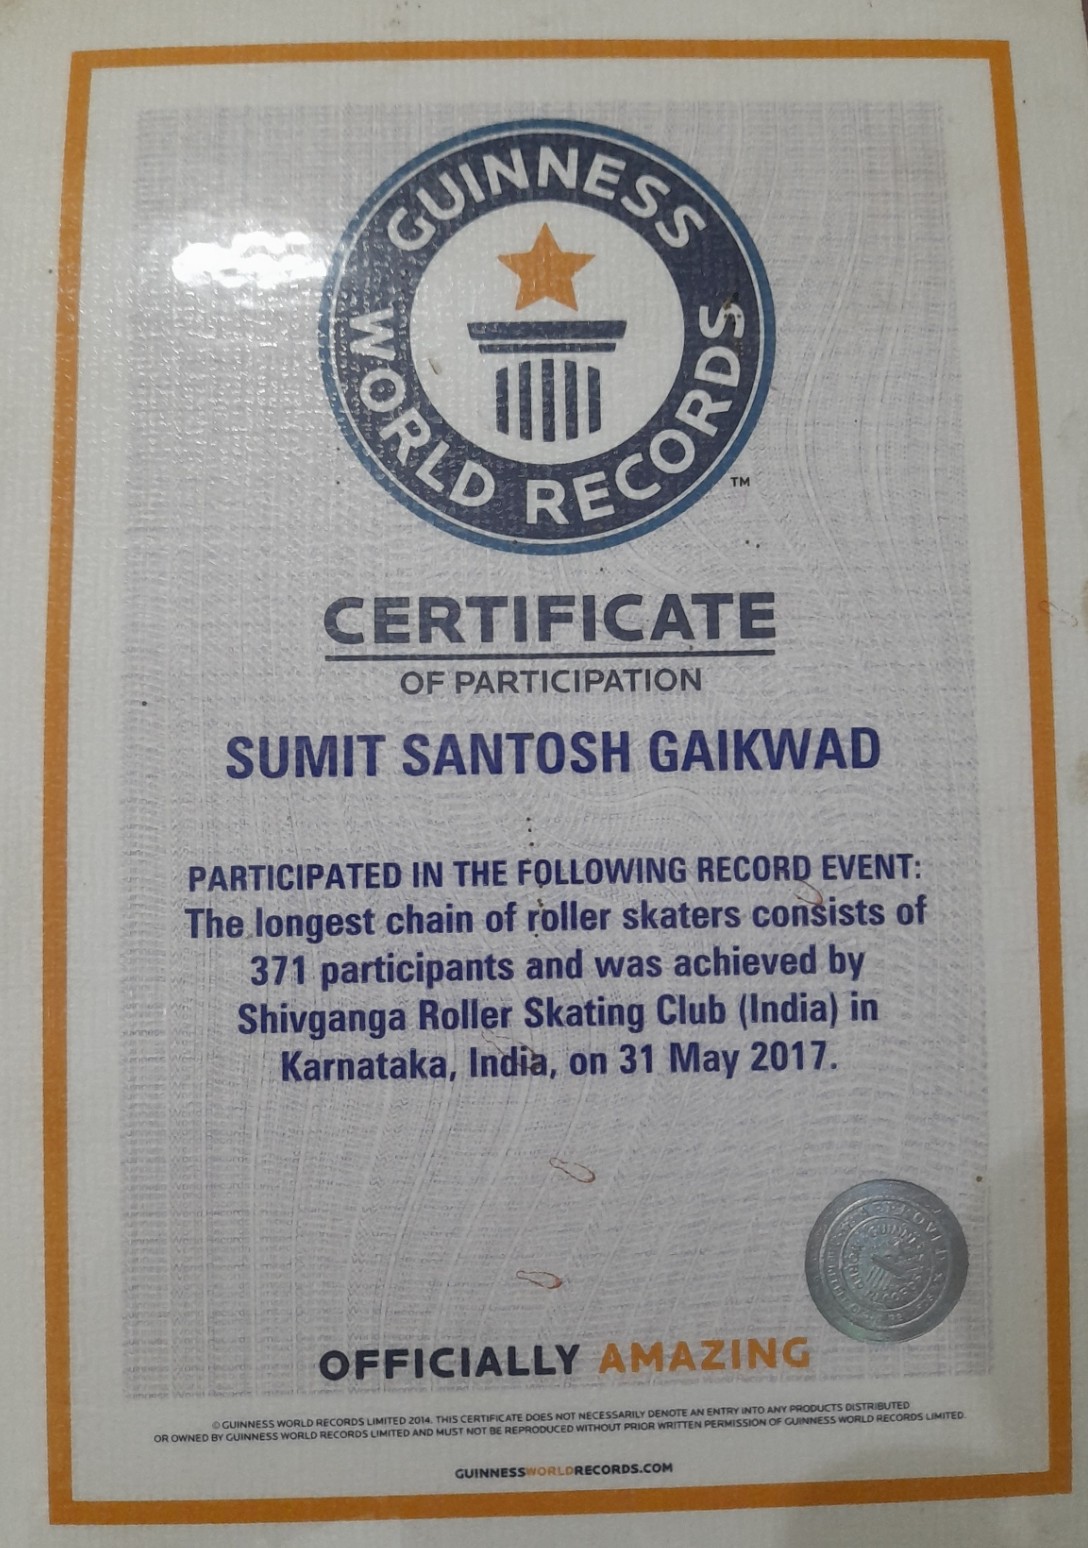 GUINNESS
WORLD RECORDS
TM
CERTIFICATE
OF PARTICIPATION
SUMIT SANTOSH GAIKWAD
PARTICIPATED IN THE FOLLOWING RECORD EVENT:
The longest chain of roller skaters consists of
371 participants and was achieved by
Shivganga Roller Skating Club (India) in
Karnataka, India, on 31 May 2017.
OFFICIALLY AMAZING
© GUINNESS WORLD RECORDS LIMITED 2014. THIS CERTIFICATE DOES NOT NECESSARILY DENOTE AN ENTRY INTO ANY PRODUCTS DISTRIBUTED
OR OWNED BY GUINNESS WORLD RECORDS LIMITED AND MUST NOT BE REPRODUCED WITHOUT PRIOR WRITTEN PERMISSION OF GUINNESS WORLD RECORDS LIMITED.
GUINNESSWORLDRECORDS.COM